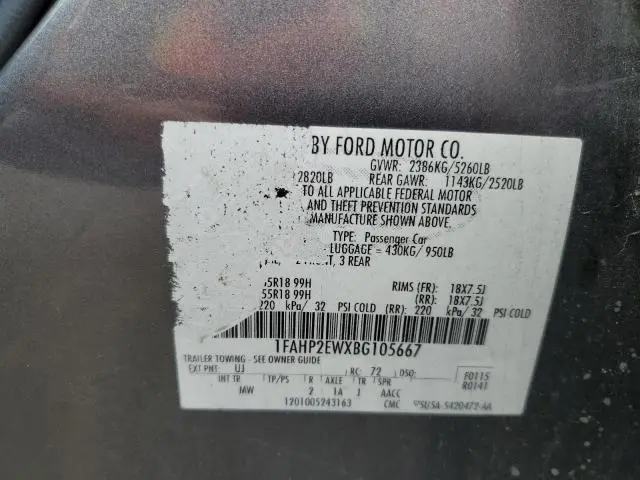 BY FORD MOTOR CO.
GVWR: 2386KG/5260LB
2820LB REAR GAWR: 1143KG/2520LB
TO ALL APPLICABLE FEDERAL MOTOR
AND THEFT PREVENTION STANDARDS
MANUFACTURE SHOWN ABOVE
TYPE: Passenger Car
LUGGAGE = 430KG/ 950LB
3 REAR
55R18 99H RIMS (FR): 18X7.5J
55R18 99H (RR): 18X7.5J
220 kPa/ 32 PSI COLD (RR): 220 kPa/ 32 PSI COLD
1FAHP2EWXBG105667
TRAILER TOWING - SEE OWNER GUIDE
EXT PNT: UJ RC: 72 DSO: F0115
INT TR TP/PS R AXLE TR SPR R0141
JAW 2 1A J AACC
1201005243163 CMC